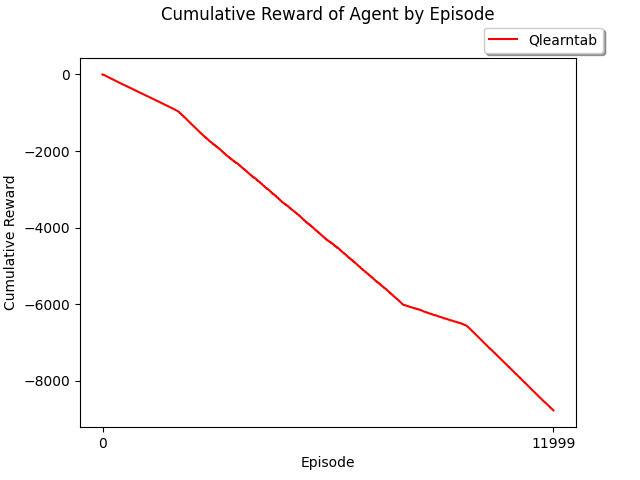 Cumulative Reward of Agent by Episode
Qlearntab
0
−2000
−4000
−6000
−8000
Cumulative Reward
0
11999
Episode